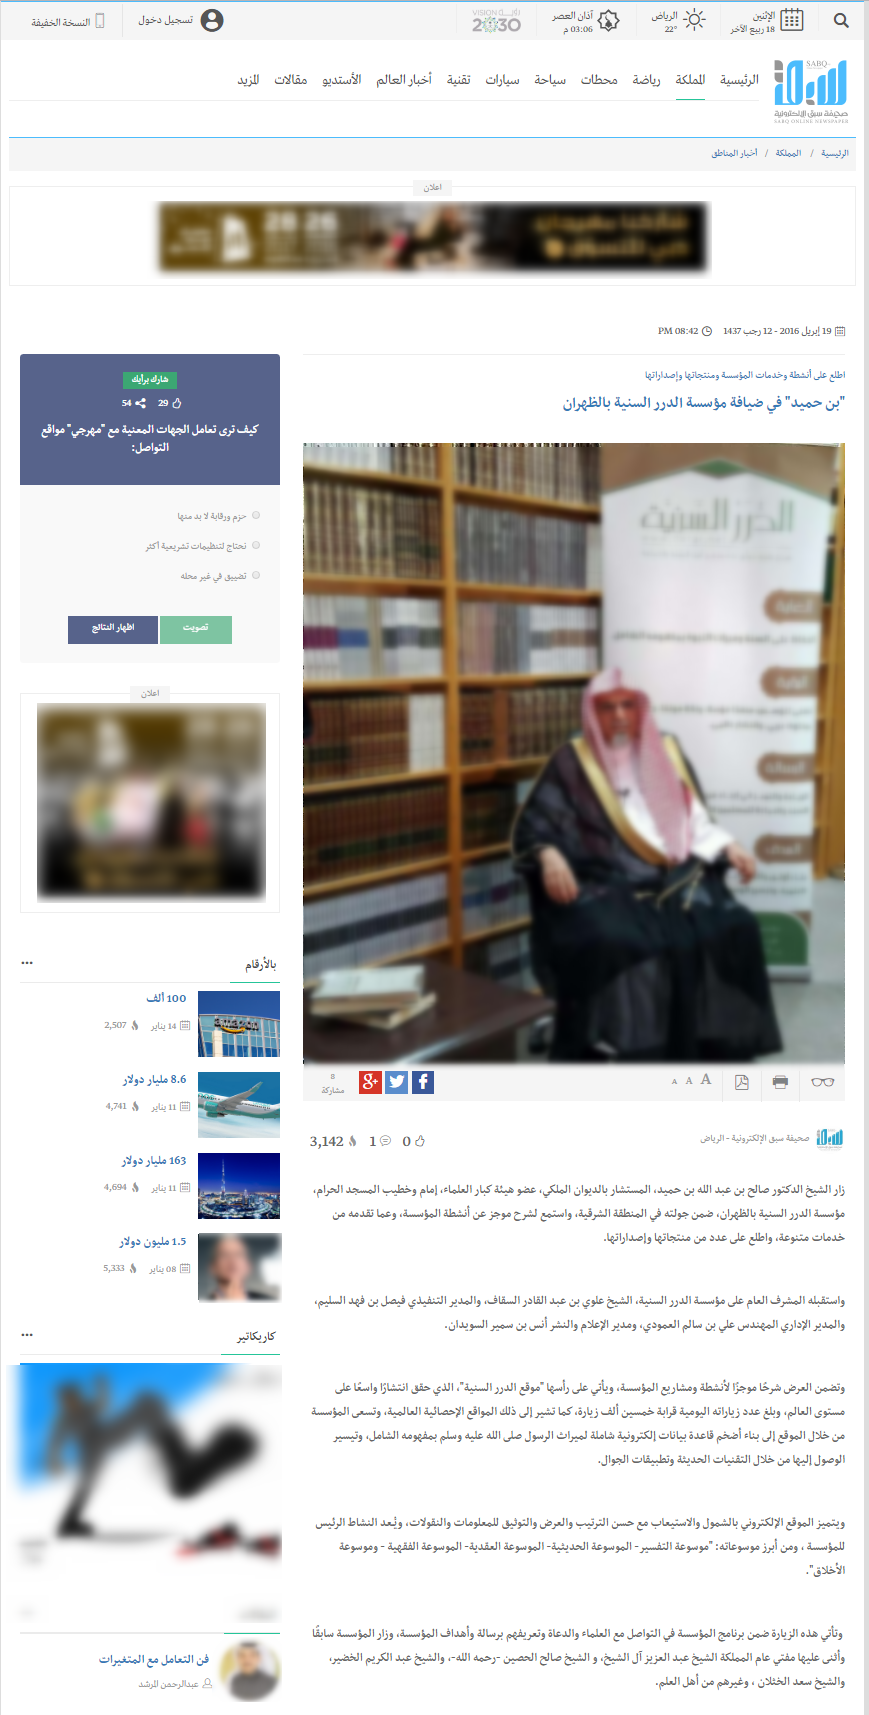 الإثنين
18 ربيع الآخر
الرياض
22°
أذان العصر
03:06 م
VISION رؤيـــة
2030
تسجيل دخول
النسخة الخفيفة
SABQ
سبق
صحيفة سبق الإلكترونية
SABQ ONLINE NEWSPAPER
الرئيسية المملكة رياضة محطات سياحة سيارات تقنية أخبار العالم الأستديو مقالات المزيد
الرئيسية / المملكة / أخبار المناطق
اعلان
19 إبريل 2016 - 12 رجب 1437 08:42 PM
اطلع على أنشطة وخدمات المؤسسة ومنتجاتها وإصداراتها
"بن حميد" في ضيافة مؤسسة الدرر السنية بالظهران
الدرر السنية
8
مشاركة
A A A
صحيفة سبق الإلكترونية - الرياض
0 1 3,142
زار الشيخ الدكتور صالح بن عبد الله بن حميد، المستشار بالديوان الملكي، عضو هيئة كبار العلماء، إمام وخطيب المسجد الحرام،
مؤسسة الدرر السنية بالظهران، ضمن جولته في المنطقة الشرقية، واستمع لشرح موجز عن أنشطة المؤسسة، وعما تقدمه من
خدمات متنوعة، واطلع على عدد من منتجاتها وإصداراتها.
واستقبله المشرف العام على مؤسسة الدرر السنية، الشيخ علوي بن عبد القادر السقاف، والمدير التنفيذي فيصل بن فهد السليم،
والمدير الإداري المهندس علي بن سالم العمودي، ومدير الإعلام والنشر أنس بن سمير السويدان.
وتضمن العرض شرحًا موجزًا لأنشطة ومشاريع المؤسسة، ويأتي على رأسها "موقع الدرر السنية"، الذي حقق انتشارًا واسعًا على
مستوى العالم، وبلغ عدد زياراته اليومية قرابة خمسين ألف زيارة، كما تشير إلى ذلك المواقع الإحصائية العالمية، وتسعى المؤسسة
من خلال الموقع إلى بناء أضخم قاعدة بيانات إلكترونية شاملة لميراث الرسول صلى الله عليه وسلم بمفهومه الشامل، وتيسير
الوصول إليها من خلال التقنيات الحديثة وتطبيقات الجوال.
ويتميز الموقع الإلكتروني بالشمول والاستيعاب مع حسن الترتيب والعرض والتوثيق للمعلومات والنقولات، ويُعد النشاط الرئيس
للمؤسسة ، ومن أبرز موسوعاته: "موسوعة التفسير- الموسوعة الحديثية- الموسوعة العقدية- الموسوعة الفقهية - وموسوعة
الأخلاق".
وتأتي هذه الزيارة ضمن برنامج المؤسسة في التواصل مع العلماء والدعاة وتعريفهم برسالة وأهداف المؤسسة، وزار المؤسسة سابقًا
وأثنى عليها مفتي عام المملكة الشيخ عبد العزيز آل الشيخ، و الشيخ صالح الحصين -رحمه الله-، والشيخ عبد الكريم الخضير،
والشيخ سعد الخثلان ، وغيرهم من أهل العلم.
شارك برأيك
29 54
كيف ترى تعامل الجهات المعنية مع "مهرجي" مواقع
التواصل:
حزم ورقابة لا بد منها
نحتاج لتنظيمات تشريعية أكثر
تضييق في غير محله
تصويت
اظهار النتائج
اعلان
بالأرقام
100 ألف
14 يناير 2,507
8.6 مليار دولار
11 يناير 4,741
163 مليار دولار
11 يناير 4,694
1.5 مليون دولار
08 يناير 5,333
كاريكاتير
فن التعامل مع المتغيرات
عبدالرحمن المرشد